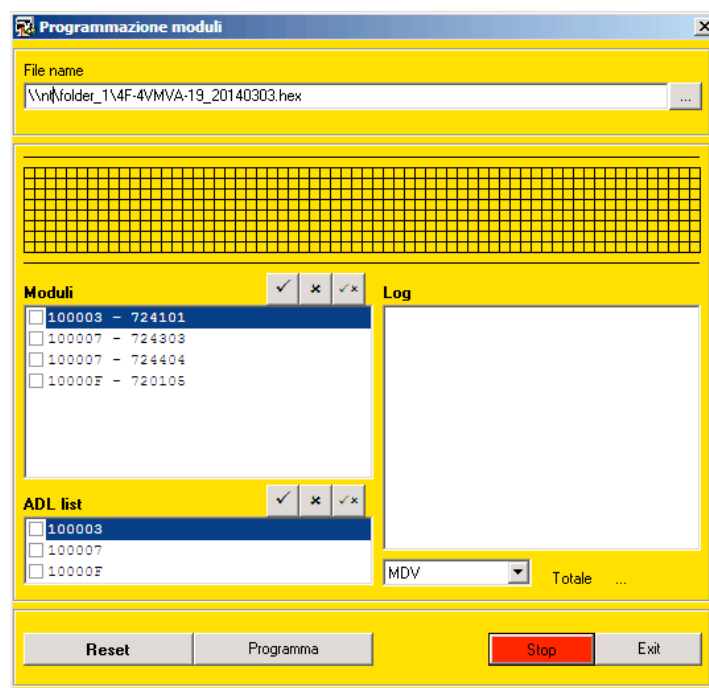 Programmazione moduli
File name
\\nt\folder_1\4F-4VMVA-19_20140303.hex
...
Moduli
100003 - 724101
100007 - 724303
100007 - 724404
10000F - 720105
Log
ADL list
100003
100007
10000F
MDV
Totale ...
Reset
Programma
Stop
Exit